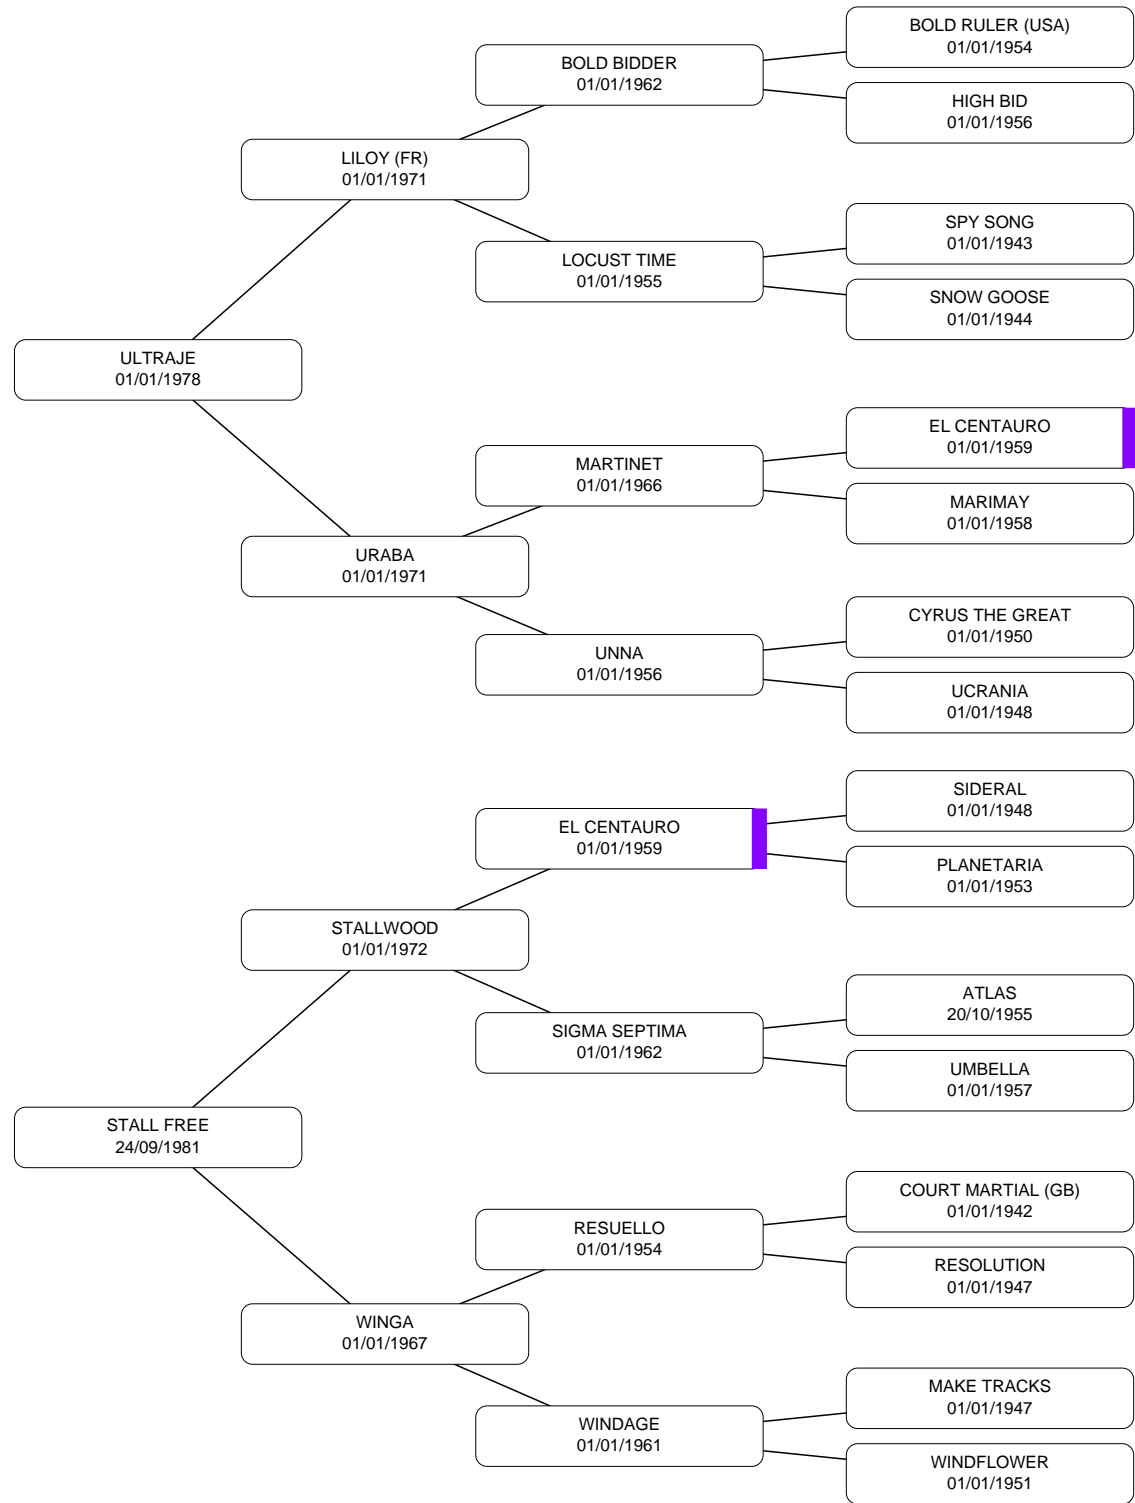 BOLD RULER (USA)
01/01/1954
BOLD BIDDER
01/01/1962
HIGH BID
01/01/1956
LILOY (FR)
01/01/1971
SPY SONG
01/01/1943
LOCUST TIME
01/01/1955
SNOW GOOSE
01/01/1944
ULTRAJE
01/01/1978
EL CENTAURO
01/01/1959
MARTINET
01/01/1966
MARIMAY
01/01/1958
URABA
01/01/1971
CYRUS THE GREAT
01/01/1950
UNNA
01/01/1956
UCRANIA
01/01/1948
SIDERAL
01/01/1948
EL CENTAURO
01/01/1959
PLANETARIA
01/01/1953
STALLWOOD
01/01/1972
ATLAS
20/10/1955
SIGMA SEPTIMA
01/01/1962
UMBELLA
01/01/1957
STALL FREE
24/09/1981
COURT MARTIAL (GB)
01/01/1942
RESUELLO
01/01/1954
RESOLUTION
01/01/1947
WINGA
01/01/1967
MAKE TRACKS
01/01/1947
WINDAGE
01/01/1961
WINDFLOWER
01/01/1951